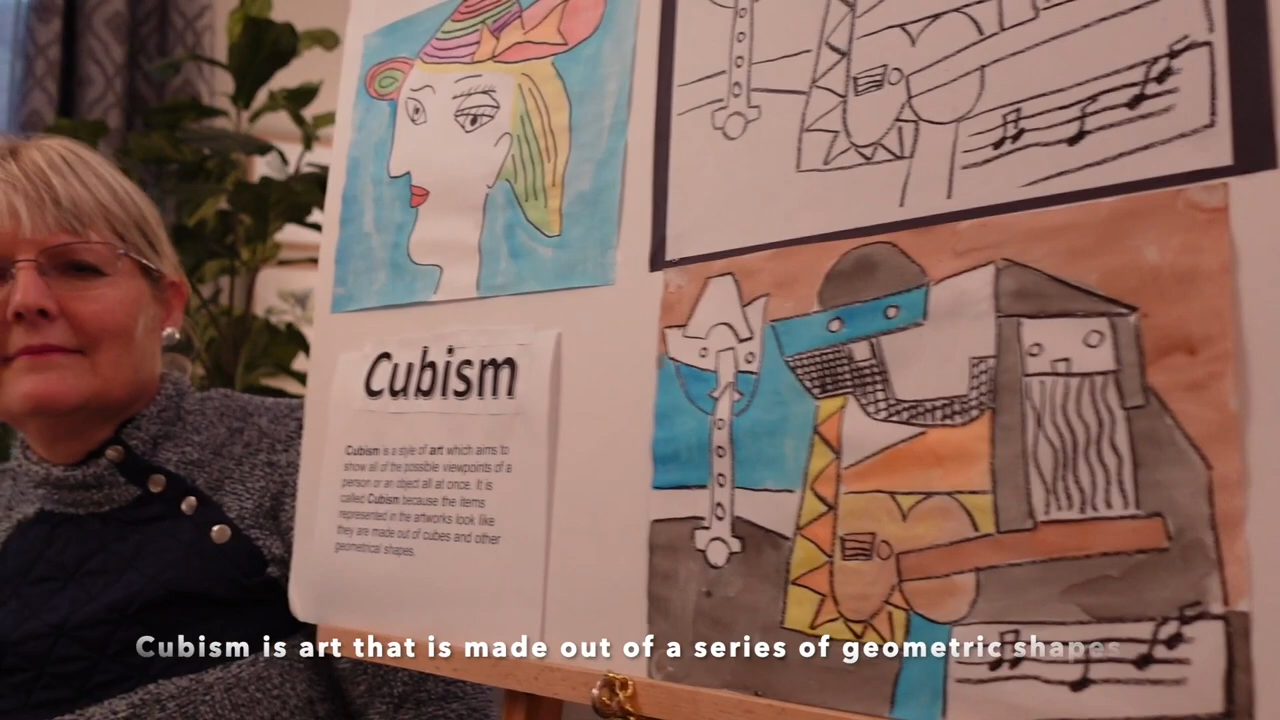 Cubism
Cubism is a style of art which aims to
show all of the possible viewpoints of a
person or an object all at once. It is
called Cubism because the items
represented in the artworks look like
they are made out of cubes and other
geometrical shapes.
Cubism is art that is made out of a series of geometric shapes